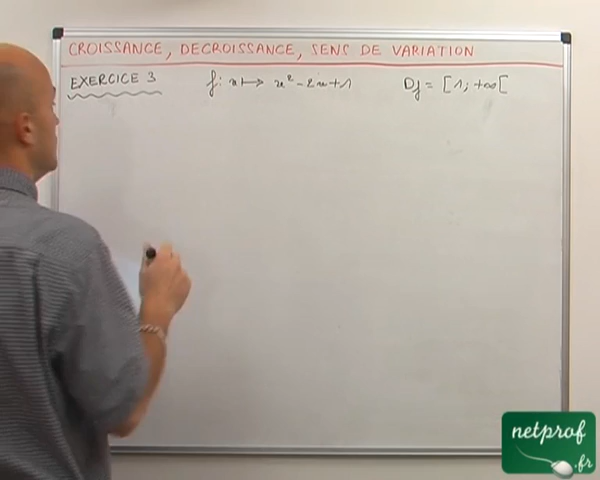 CROISSANCE, DECROISSANCE, SENS DE VARIATION
EXERCICE 3 f: x ↦ x² - 2x + 1 Df = [1; +∞[
netprof
.fr